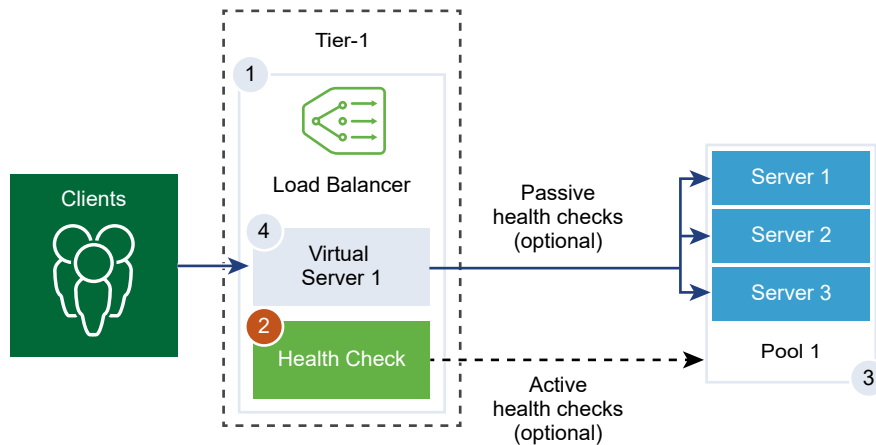 Tier-1
1
Load Balancer
Clients
4
Virtual
Server 1
2
Health Check
Passive
health checks
(optional)
Active
health checks
(optional)
Server 1
Server 2
Server 3
Pool 1
3